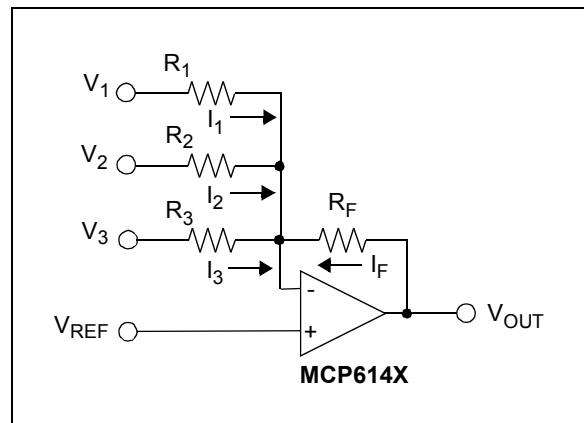 V1
R1
I1
V2
R2
I2
V3
R3
RF
I3
IF
-
VREF
+
VOUT
MCP614X